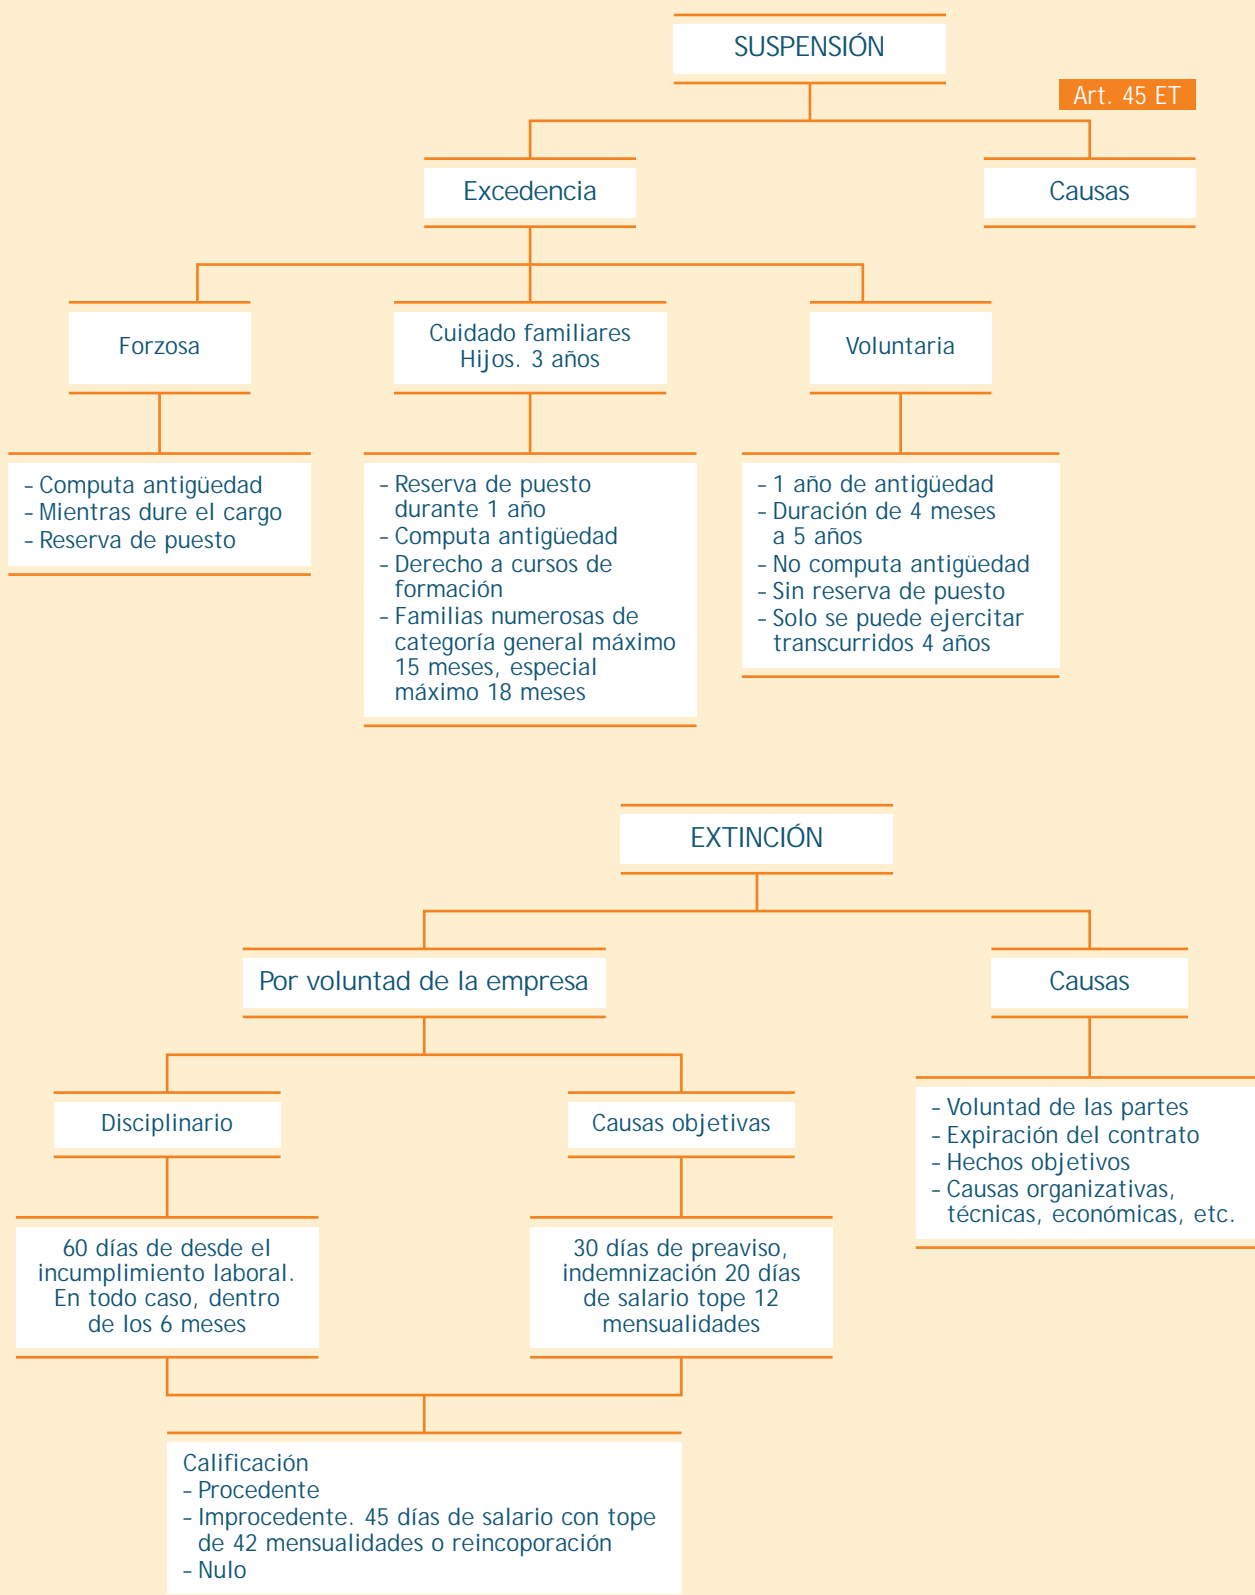 SUSPENSIÓN
Art. 45 ET
Excedencia
Causas
Forzosa
Cuidado familiares
Hijos. 3 años
Voluntaria
- Computa antigüedad
- Mientras dure el cargo
- Reserva de puesto
- Reserva de puesto
durante 1 año
- Computa antigüedad
- Derecho a cursos de
formación
- Familias numerosas de
categoría general máximo
15 meses, especial
máximo 18 meses
- 1 año de antigüedad
- Duración de 4 meses
a 5 años
- No computa antigüedad
- Sin reserva de puesto
- Solo se puede ejercitar
transcurridos 4 años
EXTINCIÓN
Por voluntad de la empresa
Causas
Disciplinario
Causas objetivas
- Voluntad de las partes
- Expiración del contrato
- Hechos objetivos
- Causas organizativas,
técnicas, económicas, etc.
60 días de desde el
incumplimiento laboral.
En todo caso, dentro
de los 6 meses
30 días de preaviso,
indemnización 20 días
de salario tope 12
mensualidades
Calificación
- Procedente
- Improcedente. 45 días de salario con tope
de 42 mensualidades o reincoporación
- Nulo